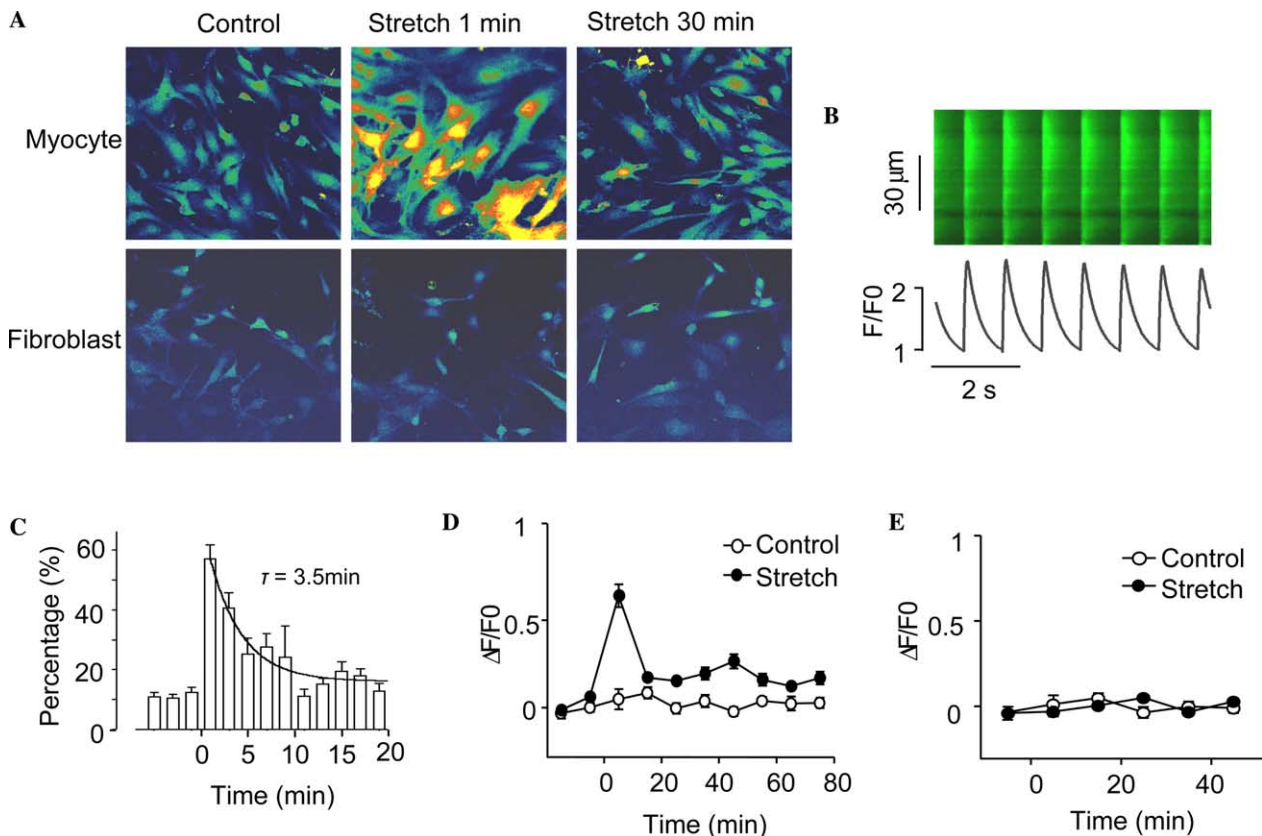 A
Control
Stretch 1 min
Stretch 30 min
Myocyte
Fibroblast
B
30 µm
F/F0
2
1
2 s
C
Percentage (%)
60
40
20
0
τ = 3.5min
0 5 10 15 20
Time (min)
D
ΔF/F0
1
0.5
0
Control
Stretch
0 20 40 60 80
Time (min)
E
ΔF/F0
1
0.5
0
Control
Stretch
0 20 40
Time (min)